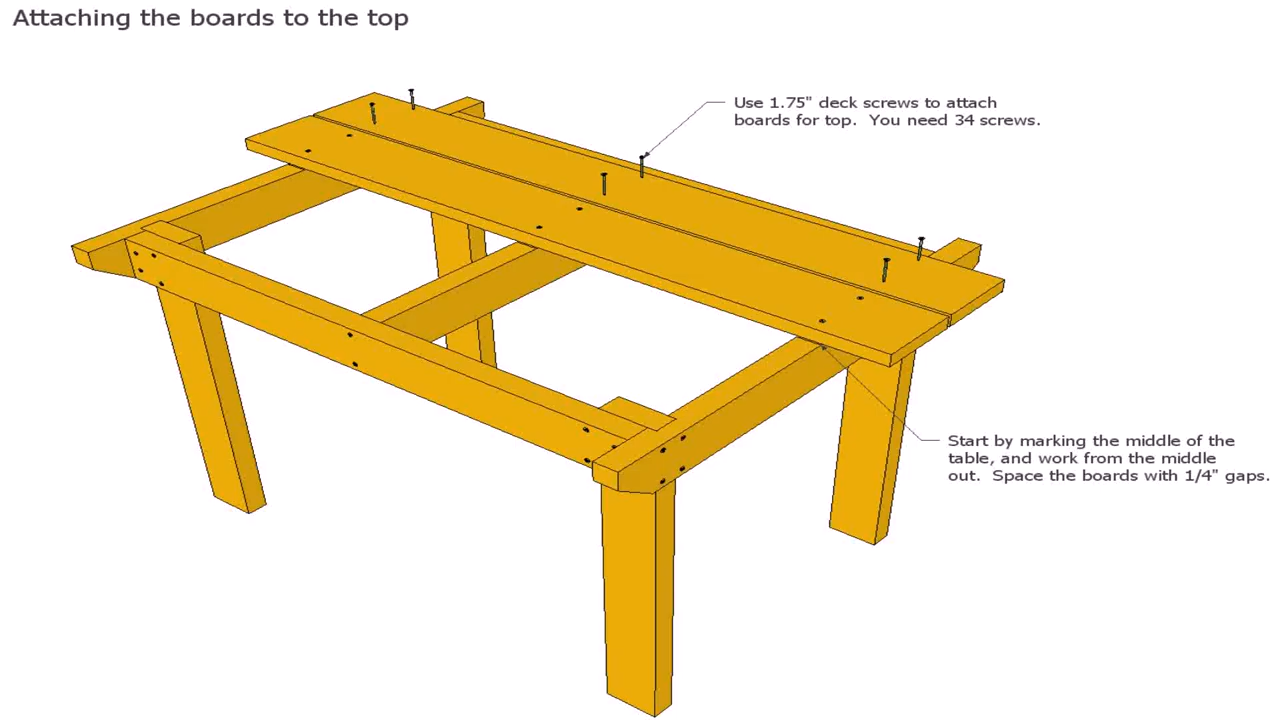 Attaching the boards to the top
Use 1.75" deck screws to attach
boards for top.  You need 34 screws.
Start by marking the middle of the
table, and work from the middle
out.  Space the boards with 1/4" gaps.